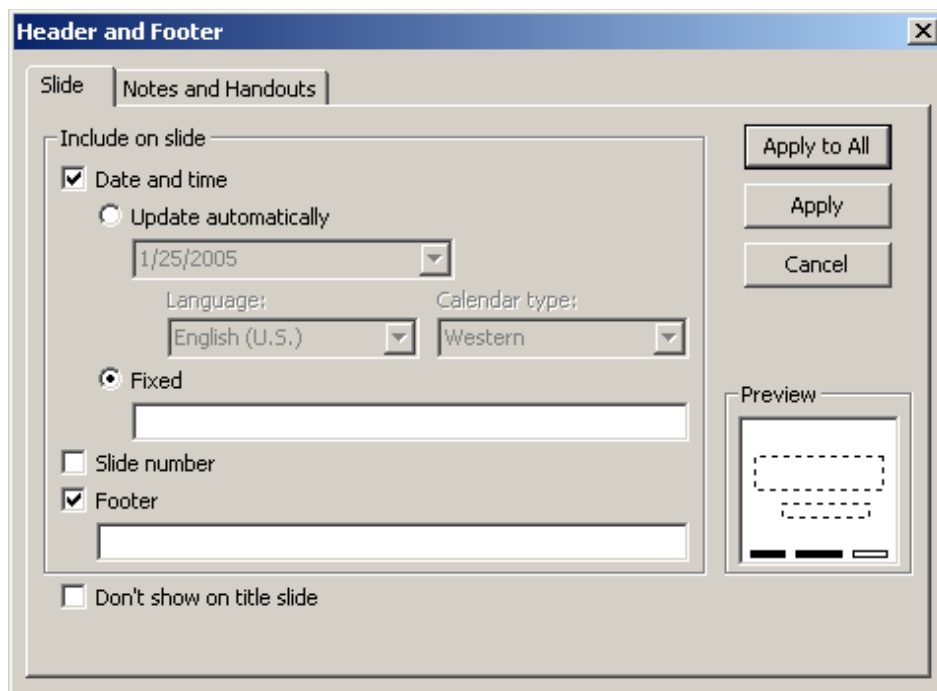 Header and Footer
Slide
Notes and Handouts
Include on slide
Date and time
Update automatically
1/25/2005
Language:
Calendar type:
English (U.S.)
Western
Fixed
Slide number
Footer
Don't show on title slide
Apply to All
Apply
Cancel
Preview